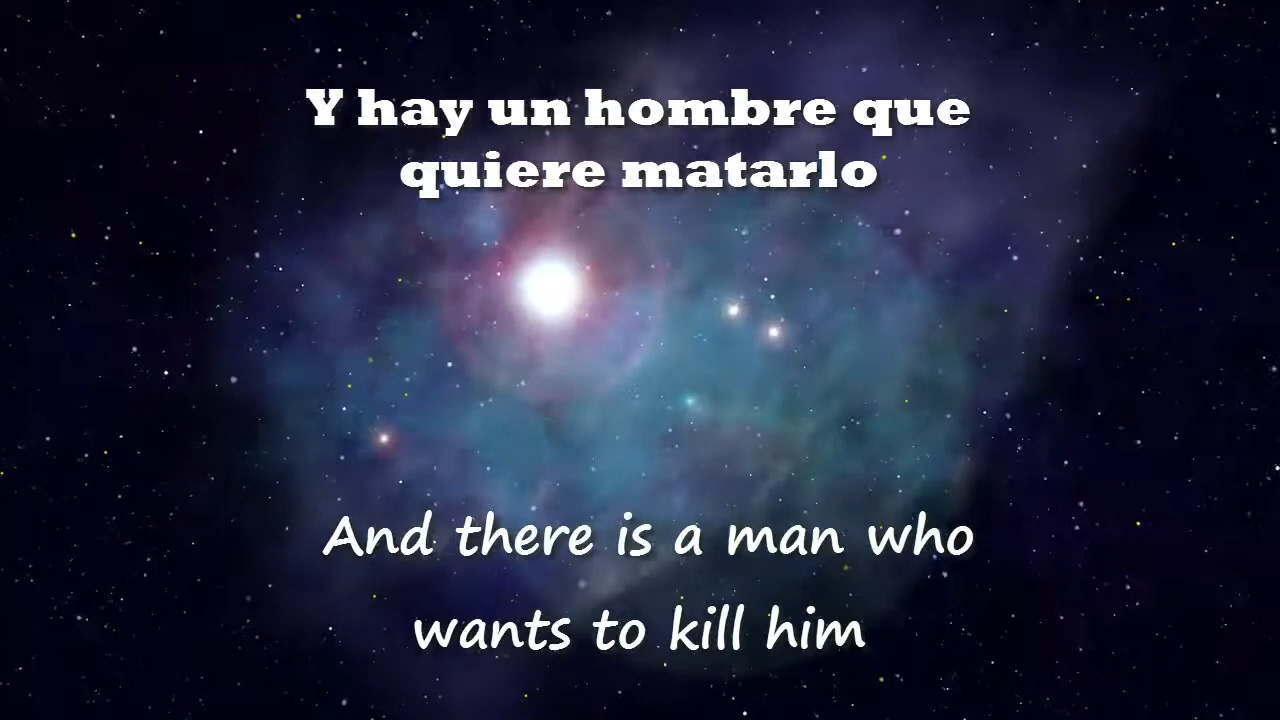 Y hay un hombre que
quiere matarlo
And there is a man who
wants to kill him